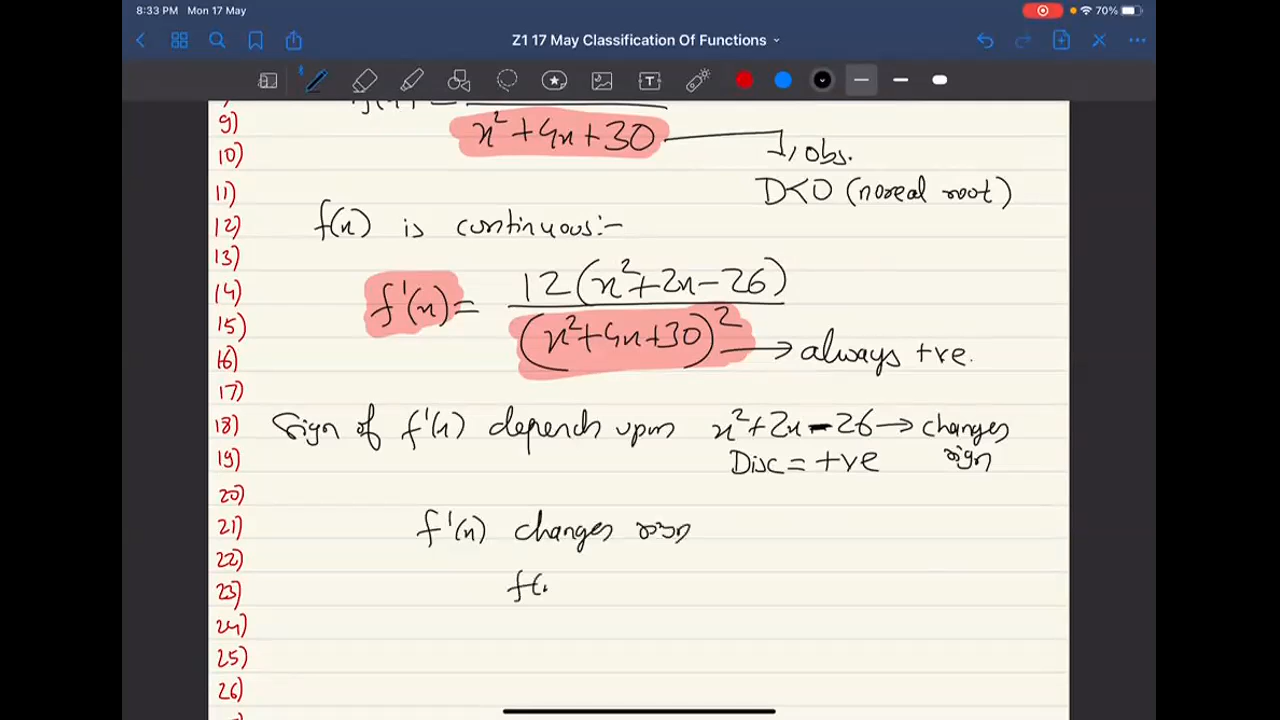 8:33 PM Mon 17 May
70%
Z1 17 May Classification Of Functions
9)
x²+4x+30
1, obs.
10)
D<0 (no real root)
11)
12) f(x) is continuous:-
13)
14) f'(x) = 12(x²+2x-26)
15) (x²+4x+30)² → always +ve.
16)
17)
18) Sign of f'(x) depends upon x²+2x-26 → changes sign
19) Disc = +ve
20)
21) f'(x) changes sign
22)
23) f(
24)
25)
26)